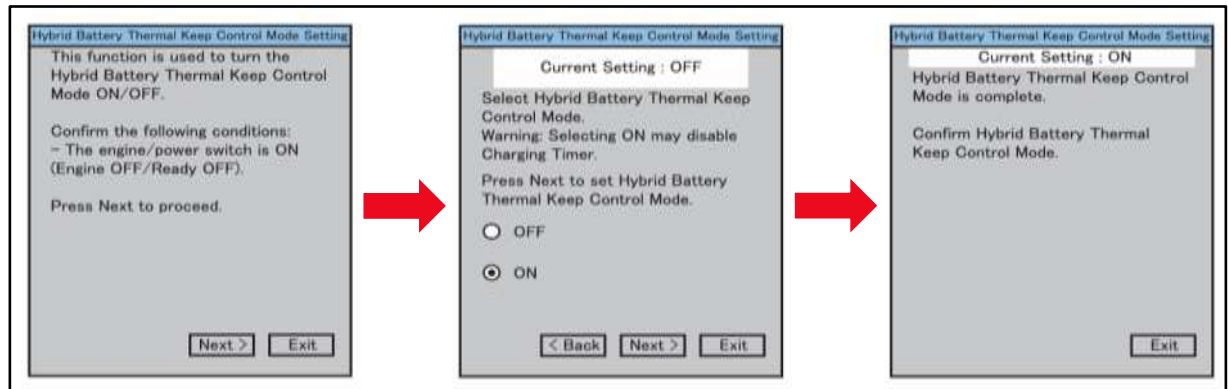 Hybrid Battery Thermal Keep Control Mode Setting
This function is used to turn the
Hybrid Battery Thermal Keep Control
Mode ON/OFF.
Confirm the following conditions:
- The engine/power switch is ON
(Engine OFF/Ready OFF).
Press Next to proceed.
Next >
Exit
Hybrid Battery Thermal Keep Control Mode Setting
Current Setting : OFF
Select Hybrid Battery Thermal Keep
Control Mode.
Warning: Selecting ON may disable
Charging Timer.
Press Next to set Hybrid Battery
Thermal Keep Control Mode.
OFF
ON
< Back
Next >
Exit
Hybrid Battery Thermal Keep Control Mode Setting
Current Setting : ON
Hybrid Battery Thermal Keep Control
Mode is complete.
Confirm Hybrid Battery Thermal
Keep Control Mode.
Exit